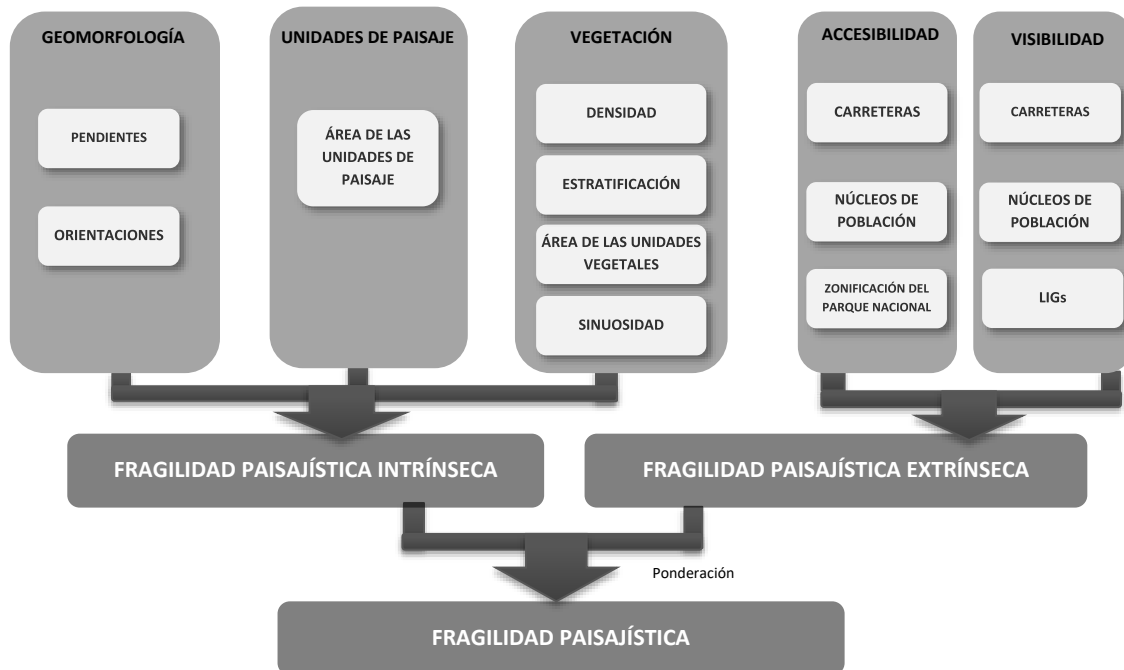 GEOMORFOLOGÍA
PENDIENTES
ORIENTACIONES
UNIDADES DE PAISAJE
ÁREA DE LAS
UNIDADES DE
PAISAJE
VEGETACIÓN
DENSIDAD
ESTRATIFICACIÓN
ÁREA DE LAS UNIDADES
VEGETALES
SINUOSIDAD
ACCESIBILIDAD
CARRETERAS
NÚCLEOS DE
POBLACIÓN
ZONIFICACIÓN DEL
PARQUE NACIONAL
VISIBILIDAD
CARRETERAS
NÚCLEOS DE
POBLACIÓN
LIGs
FRAGILIDAD PAISAJÍSTICA INTRÍNSECA
FRAGILIDAD PAISAJÍSTICA EXTRÍNSECA
Ponderación
FRAGILIDAD PAISAJÍSTICA